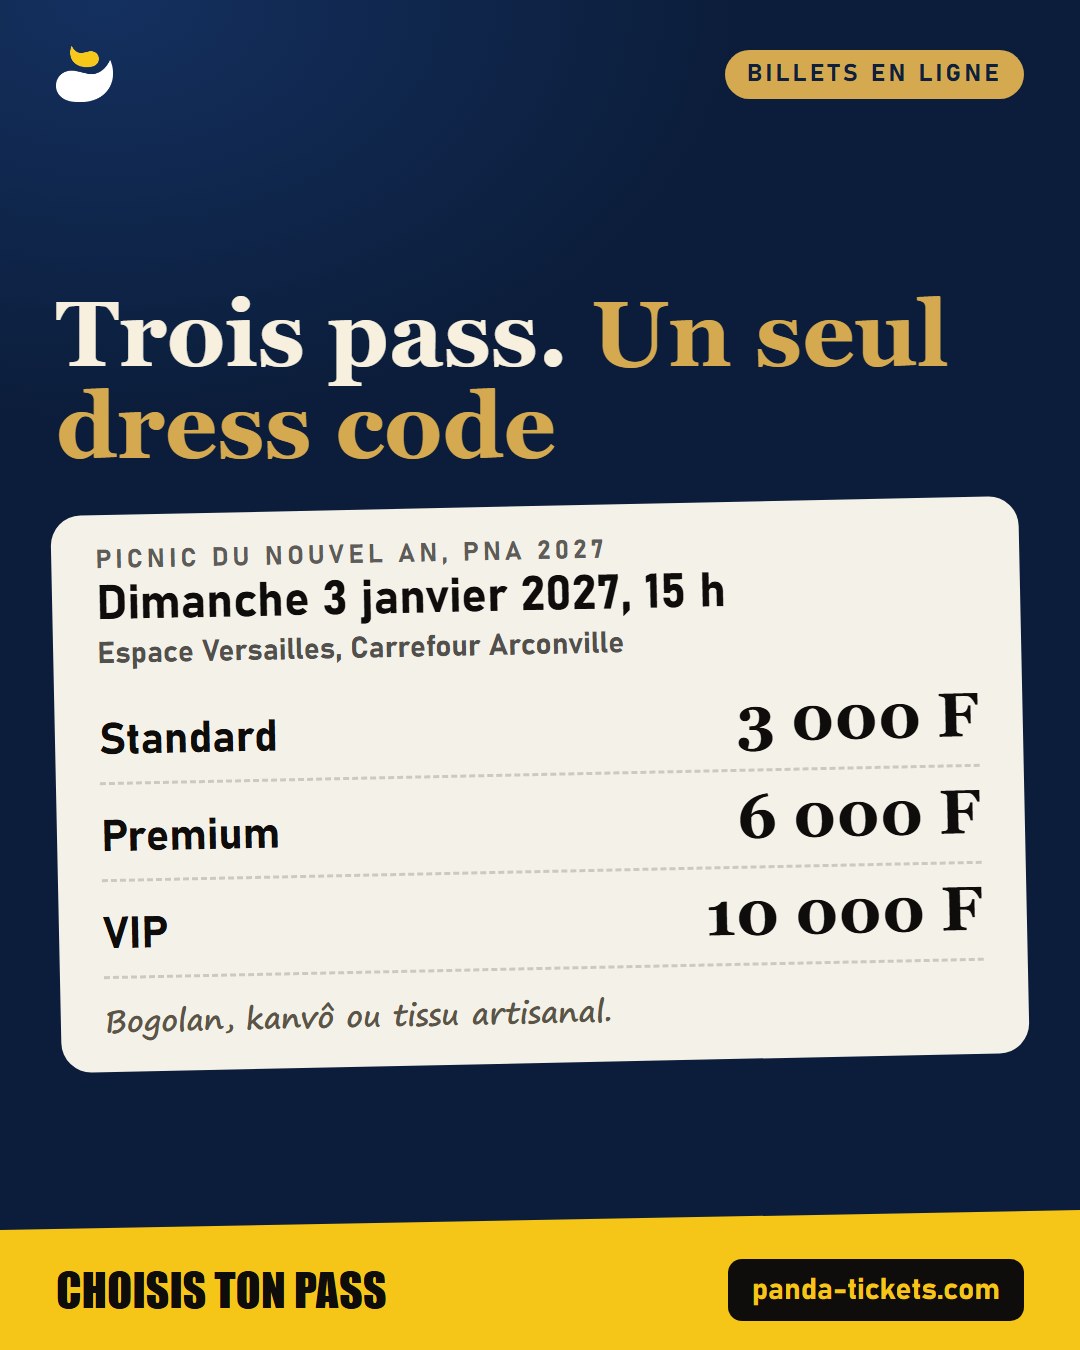 BILLETS EN LIGNE
Trois pass. Un seul
dress code
PICNIC DU NOUVEL AN, PNA 2027
Dimanche 3 janvier 2027, 15 h
Espace Versailles, Carrefour Arconville
Standard 3 000 F
Premium 6 000 F
VIP 10 000 F
Bogolan, kanvô ou tissu artisanal.
CHOISIS TON PASS
panda-tickets.com